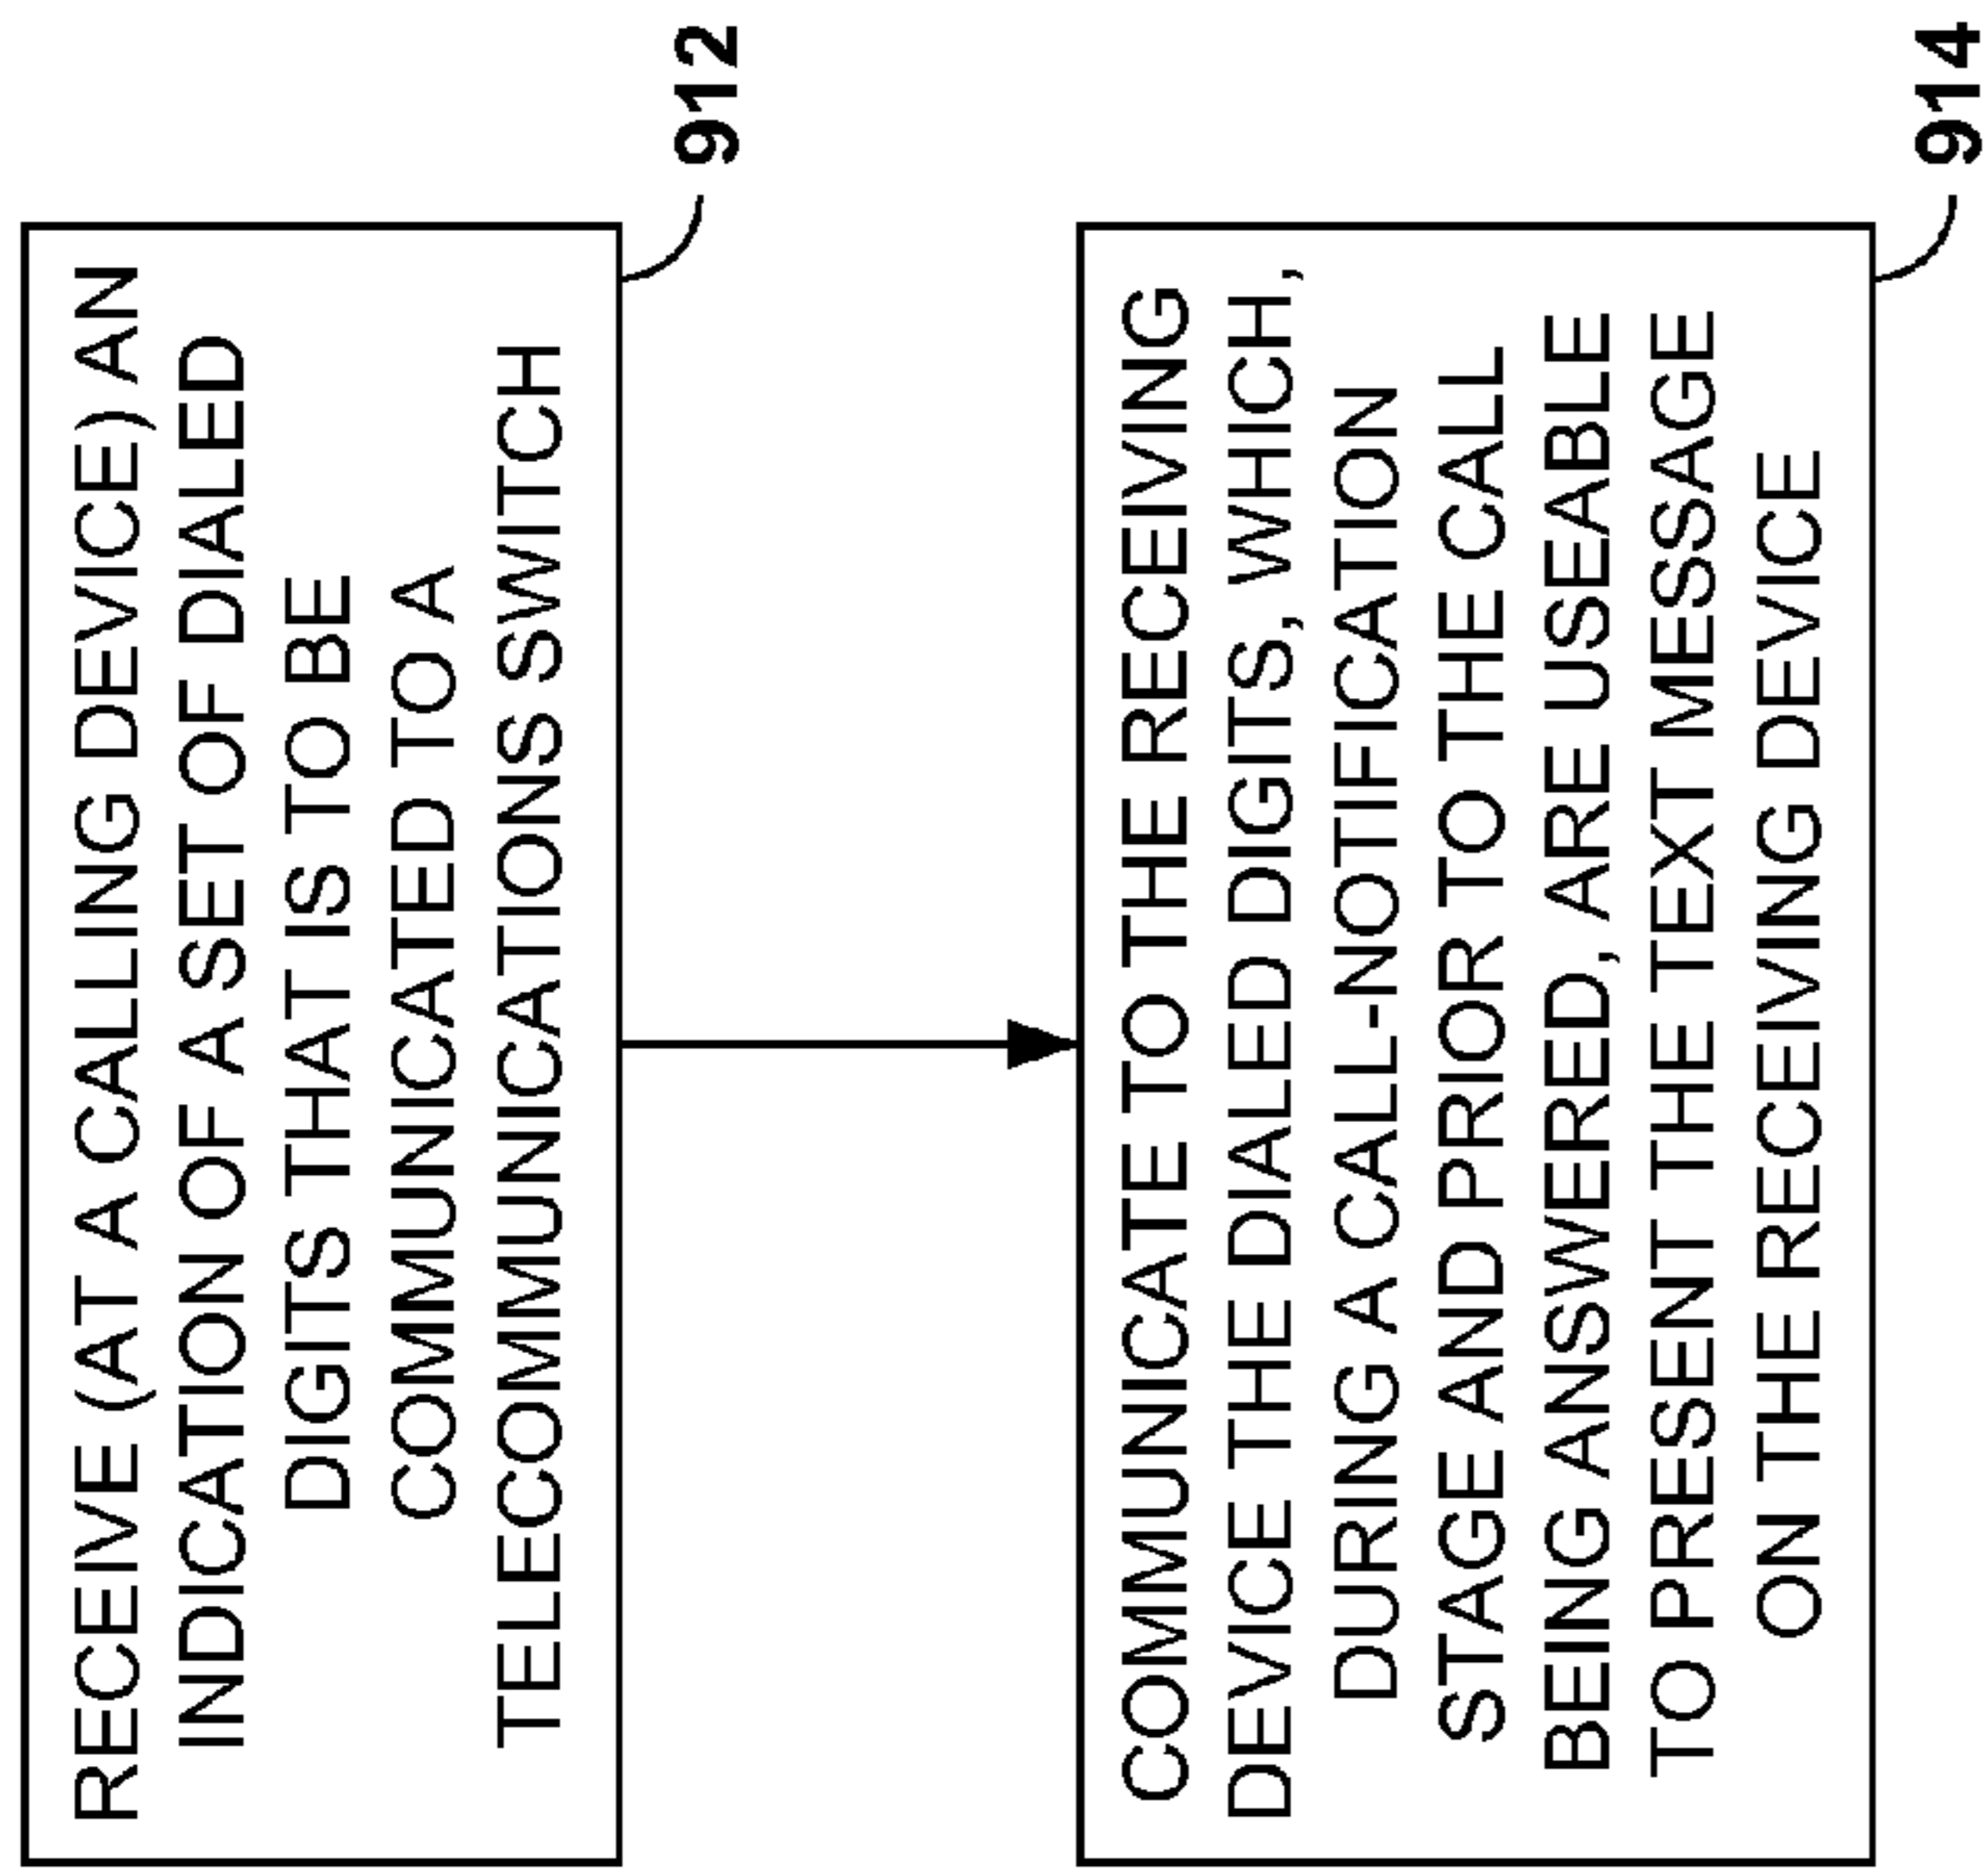 RECEIVE (AT A CALLING DEVICE) AN
INDICATION OF A SET OF DIALED
DIGITS THAT IS TO BE
COMMUNICATED TO A
TELECOMMUNICATIONS SWITCH
912
COMMUNICATE TO THE RECEIVING
DEVICE THE DIALED DIGITS, WHICH,
DURING A CALL-NOTIFICATION
STAGE AND PRIOR TO THE CALL
BEING ANSWERED, ARE USEABLE
TO PRESENT THE TEXT MESSAGE
ON THE RECEIVING DEVICE
914